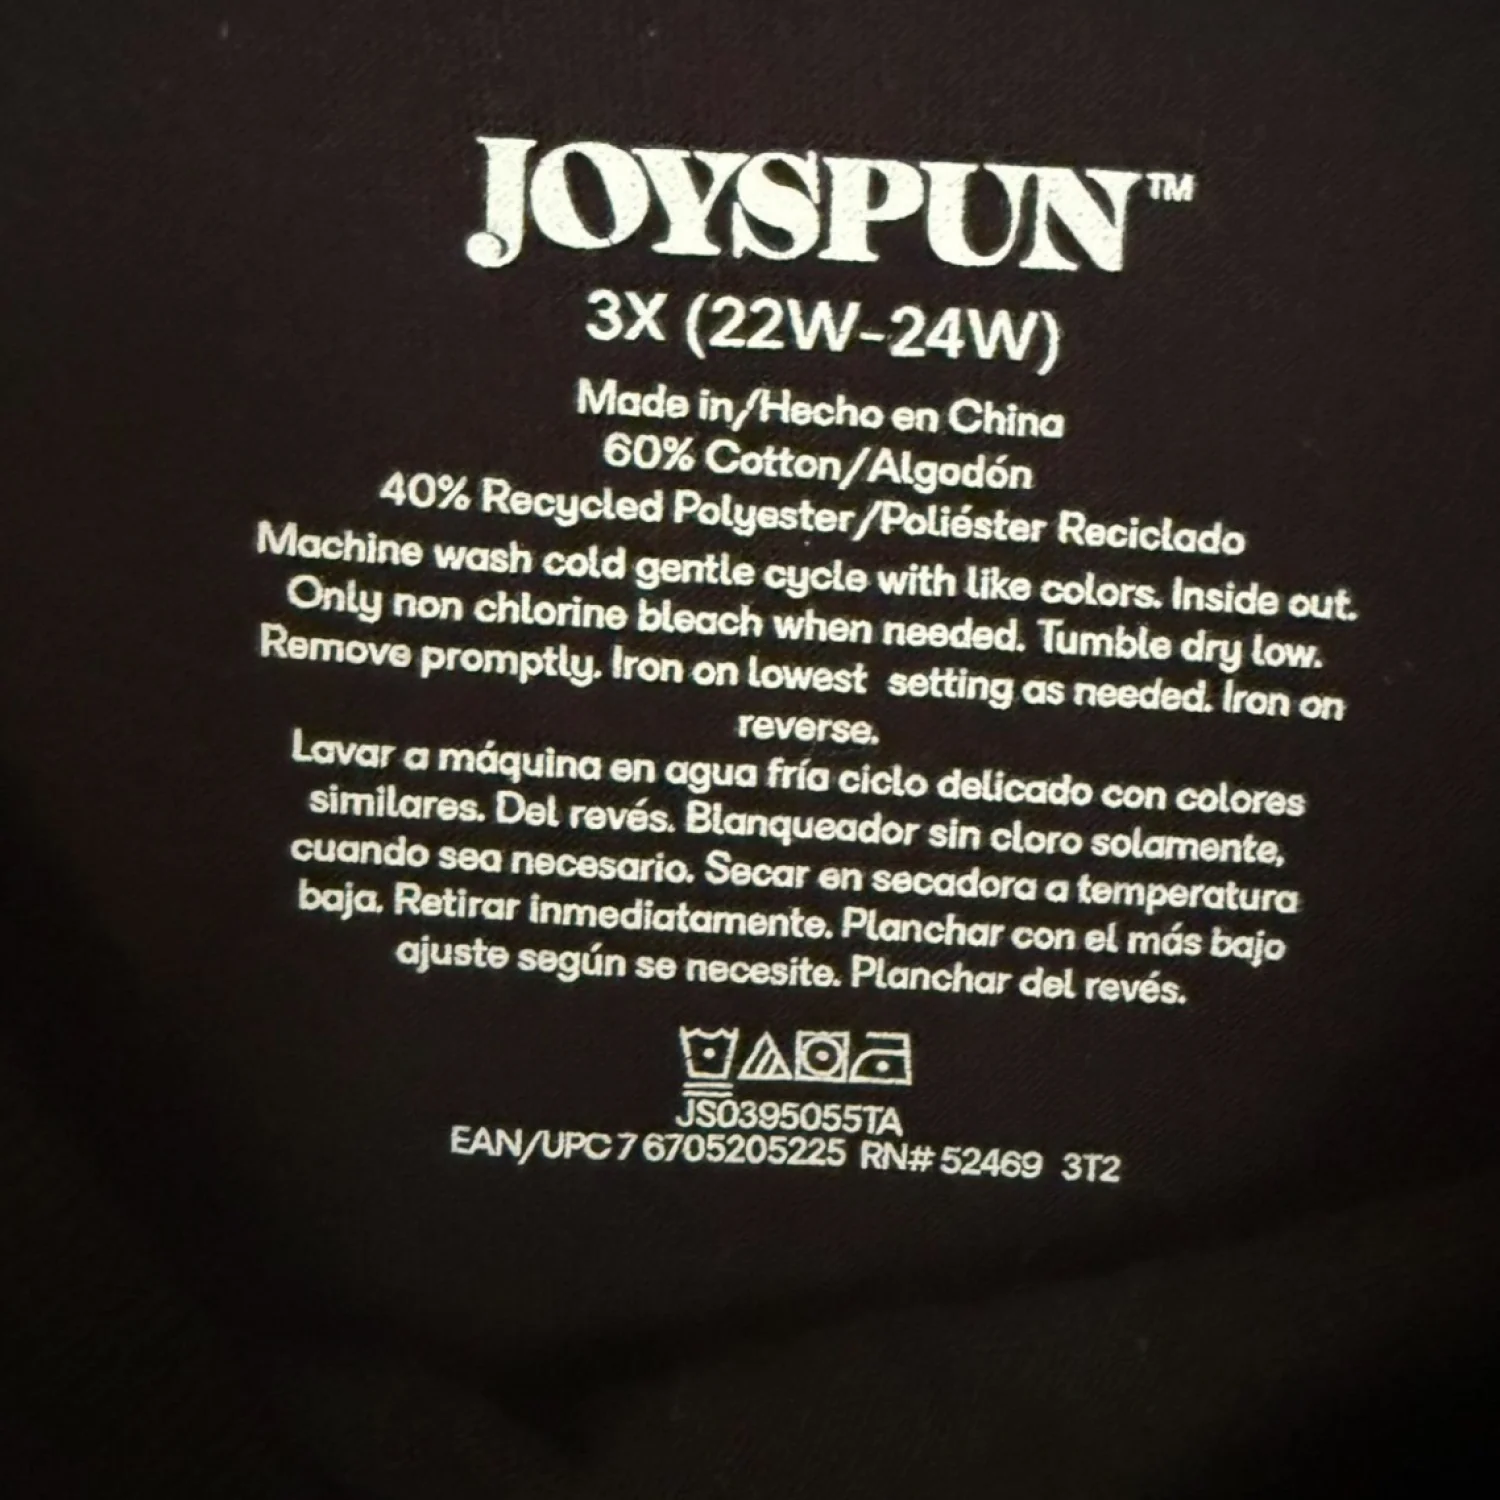 JOYSPUN™
3X (22W-24W)
Made in/Hecho en China
60% Cotton/Algodón
40% Recycled Polyester/Poliéster Reciclado
Machine wash cold gentle cycle with like colors. Inside out.
Only non chlorine bleach when needed. Tumble dry low.
Remove promptly. Iron on lowest setting as needed. Iron on
reverse.
Lavar a máquina en agua fría ciclo delicado con colores
similares. Del revés. Blanqueador sin cloro solamente,
cuando sea necesario. Secar en secadora a temperatura
baja. Retirar inmediatamente. Planchar con el más bajo
ajuste según se necesite. Planchar del revés.
JS0395055TA
EAN/UPC 7 6705205225 RN# 52469 3T2